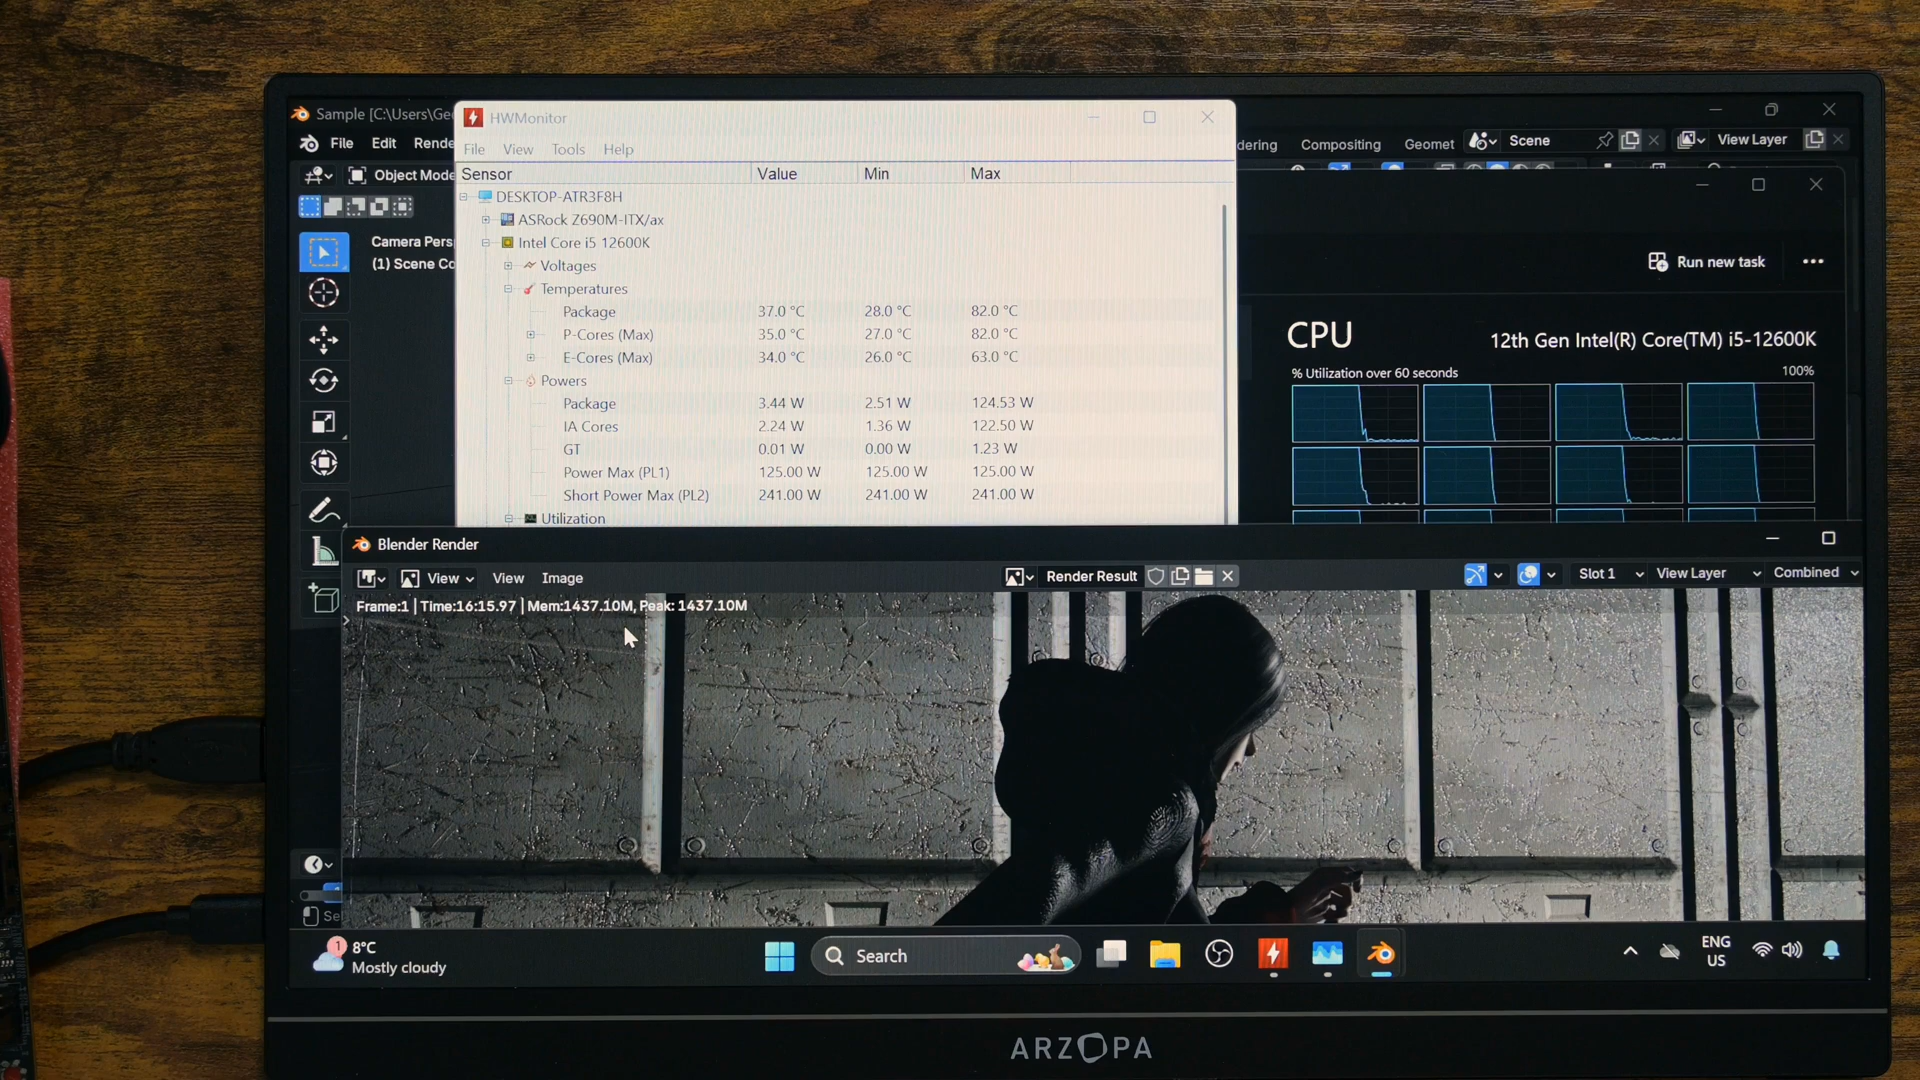 Sample [C:\Users\Geo
File Edit Rende
dering Compositing Geomet Scene View Layer
Object Mode
Camera Pers
(1) Scene Co
HWMonitor
File View Tools Help
Sensor Value Min Max
DESKTOP-ATR3F8H
ASRock Z690M-ITX/ax
Intel Core i5 12600K
Voltages
Temperatures
Package 37.0 °C 28.0 °C 82.0 °C
P-Cores (Max) 35.0 °C 27.0 °C 82.0 °C
E-Cores (Max) 34.0 °C 26.0 °C 63.0 °C
Powers
Package 3.44 W 2.51 W 124.53 W
IA Cores 2.24 W 1.36 W 122.50 W
GT 0.01 W 0.00 W 1.23 W
Power Max (PL1) 125.00 W 125.00 W 125.00 W
Short Power Max (PL2) 241.00 W 241.00 W 241.00 W
Utilization
Run new task
CPU 12th Gen Intel(R) Core(TM) i5-12600K
% Utilization over 60 seconds 100%
Blender Render
View View Image Render Result Slot 1 View Layer Combined
Frame:1 | Time:16:15.97 | Mem:1437.10M, Peak: 1437.10M
Se
1
8°C
Mostly cloudy
Search
ENG
US
ARZOPA